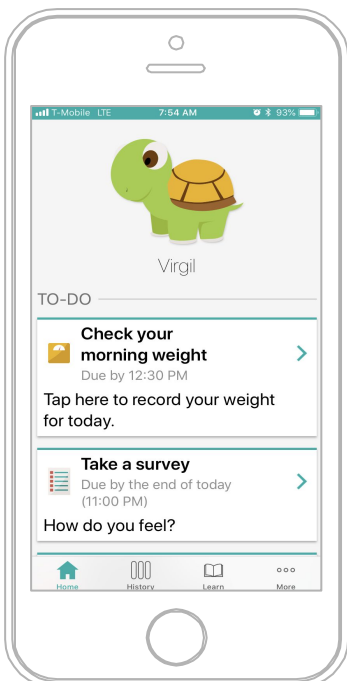 T-Mobile LTE 7:54 AM 93%
Virgil
TO-DO
Check your
morning weight
Due by 12:30 PM
Tap here to record your weight
for today.
Take a survey
Due by the end of today
(11:00 PM)
How do you feel?
Home History Learn More